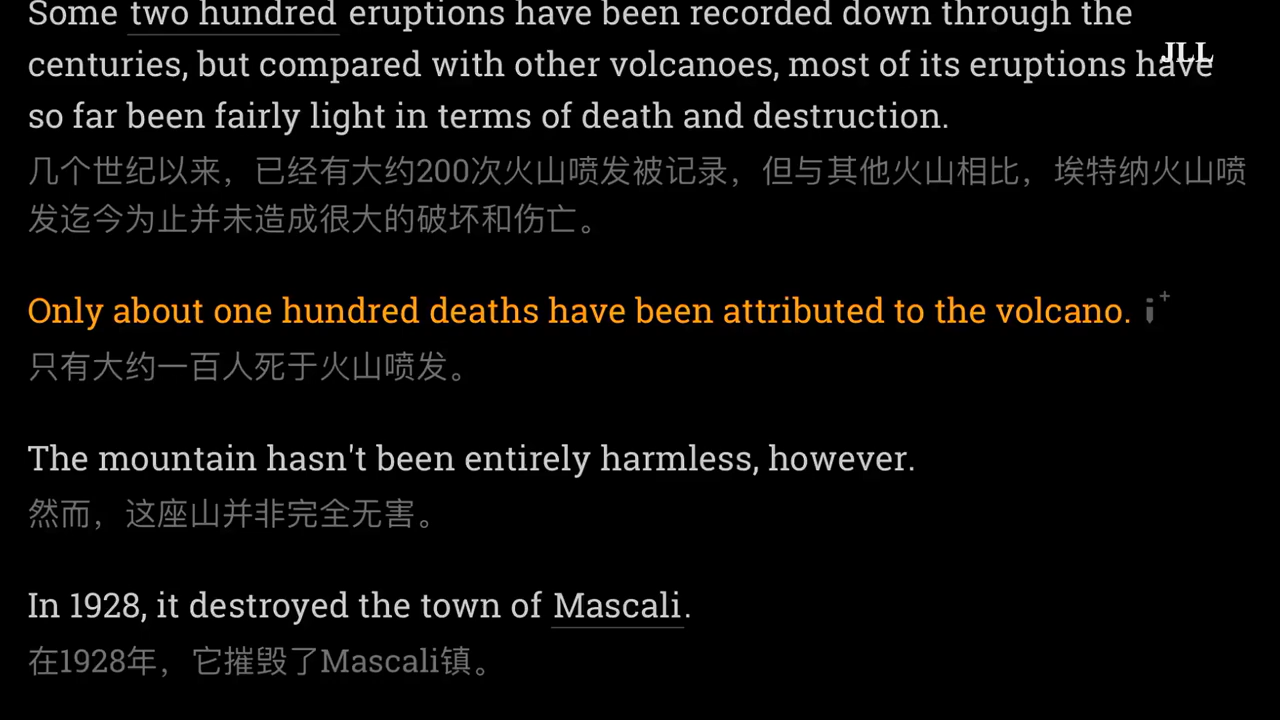 Some two hundred eruptions have been recorded down through the
JLL
centuries, but compared with other volcanoes, most of its eruptions have
so far been fairly light in terms of death and destruction.
几个世纪以来，已经有大约200次火山喷发被记录，但与其他火山相比，埃特纳火山喷
发迄今为止并未造成很大的破坏和伤亡。
Only about one hundred deaths have been attributed to the volcano.
只有大约一百人死于火山喷发。
The mountain hasn't been entirely harmless, however.
然而，这座山并非完全无害。
In 1928, it destroyed the town of Mascali.
在1928年，它摧毁了Mascali镇。